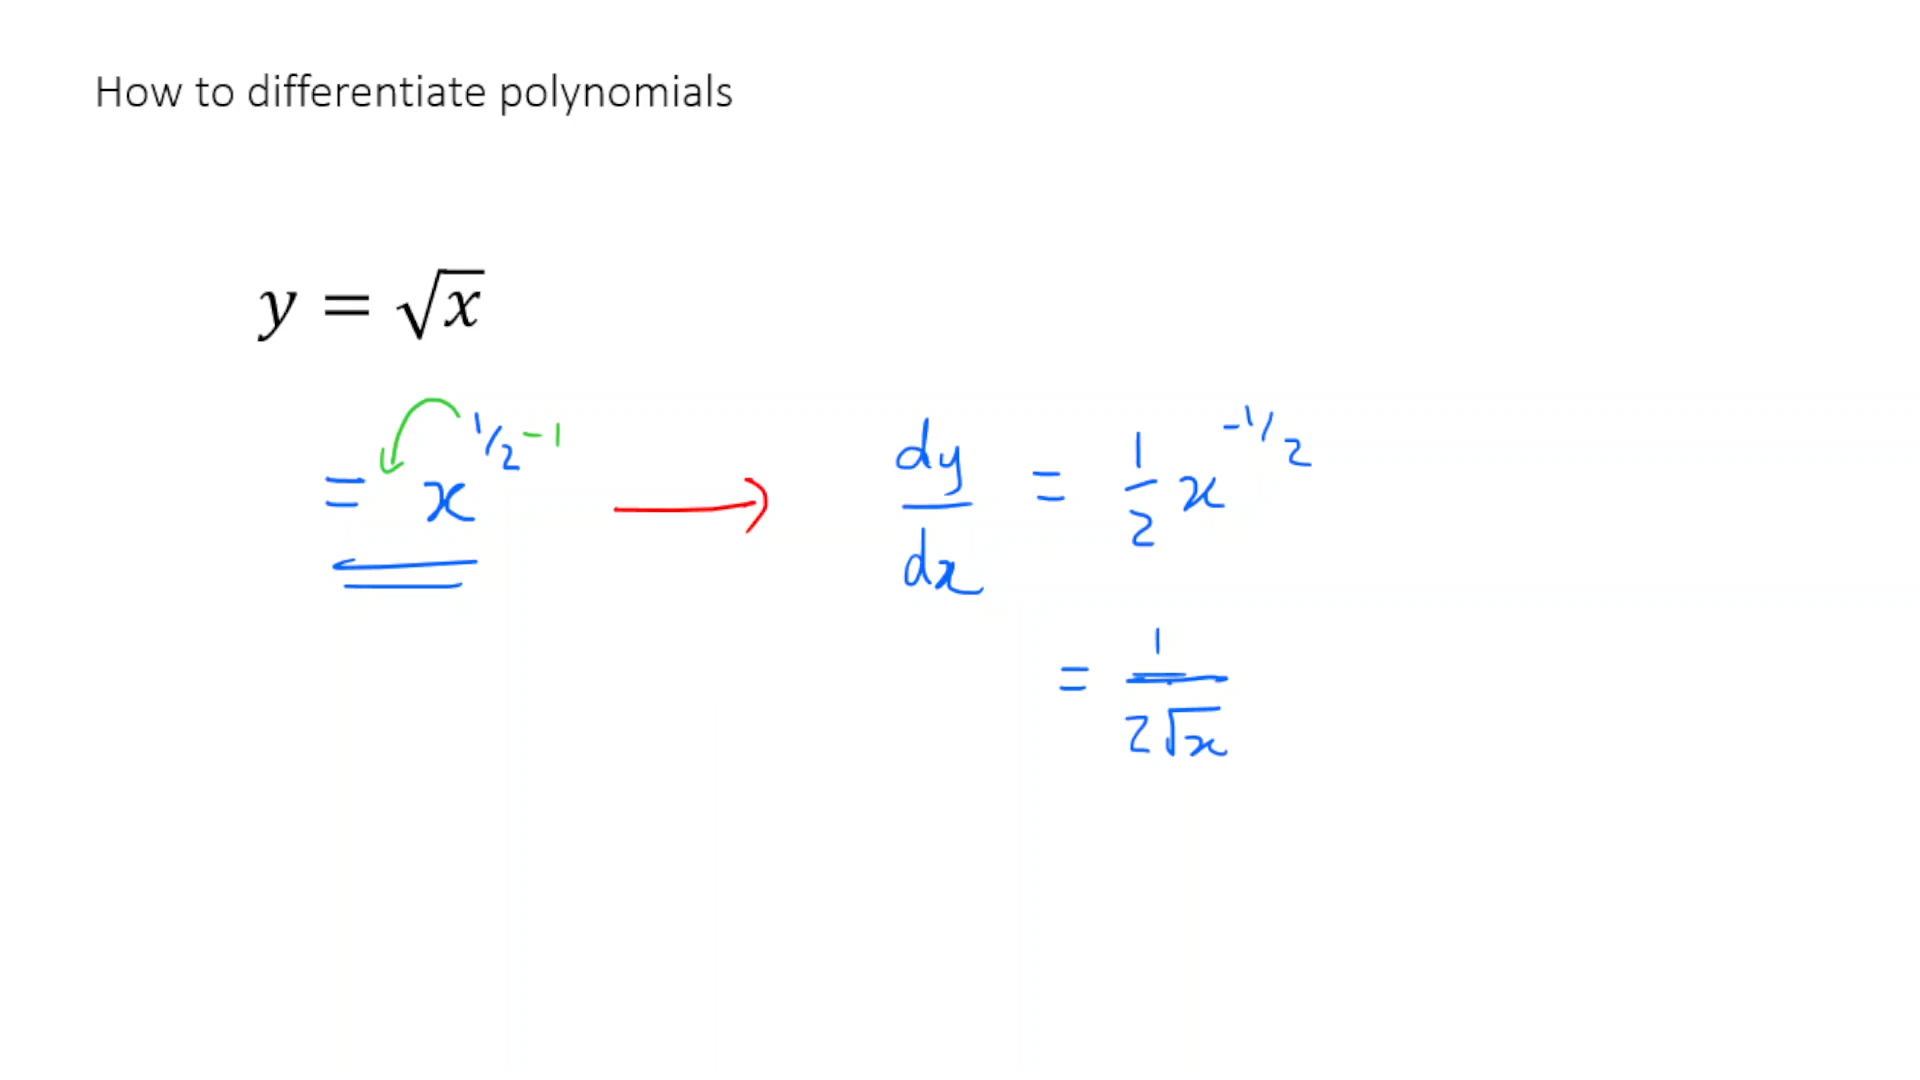 How to differentiate polynomials
y = √x
= x^1/2 -1
dy/dx = 1/2 x^-1/2
= 1/2√x